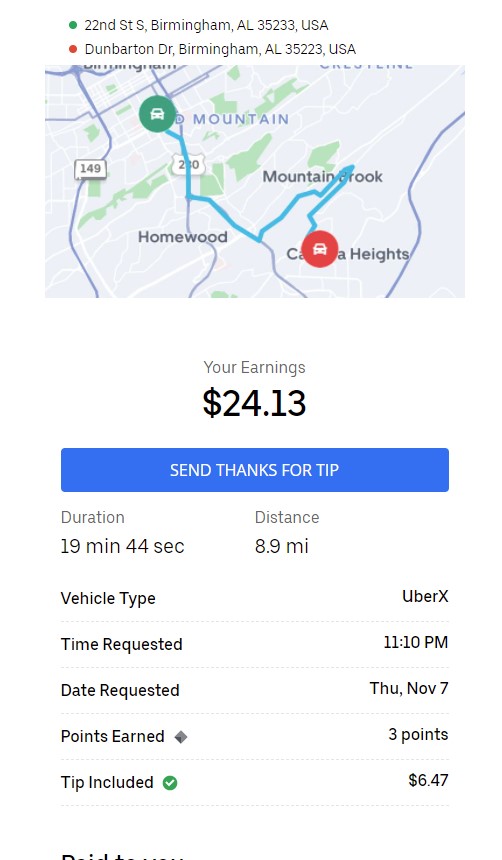 22nd St S, Birmingham, AL 35233, USA
Dunbarton Dr, Birmingham, AL 35223, USA
Birmingham
CRESTLINE
D MOUNTAIN
149
280
Mountain Brook
Homewood
Ca a Heights
Your Earnings
$24.13
SEND THANKS FOR TIP
Duration Distance
19 min 44 sec 8.9 mi
Vehicle Type UberX
Time Requested 11:10 PM
Date Requested Thu, Nov 7
Points Earned 3 points
Tip Included $6.47
Paid to you